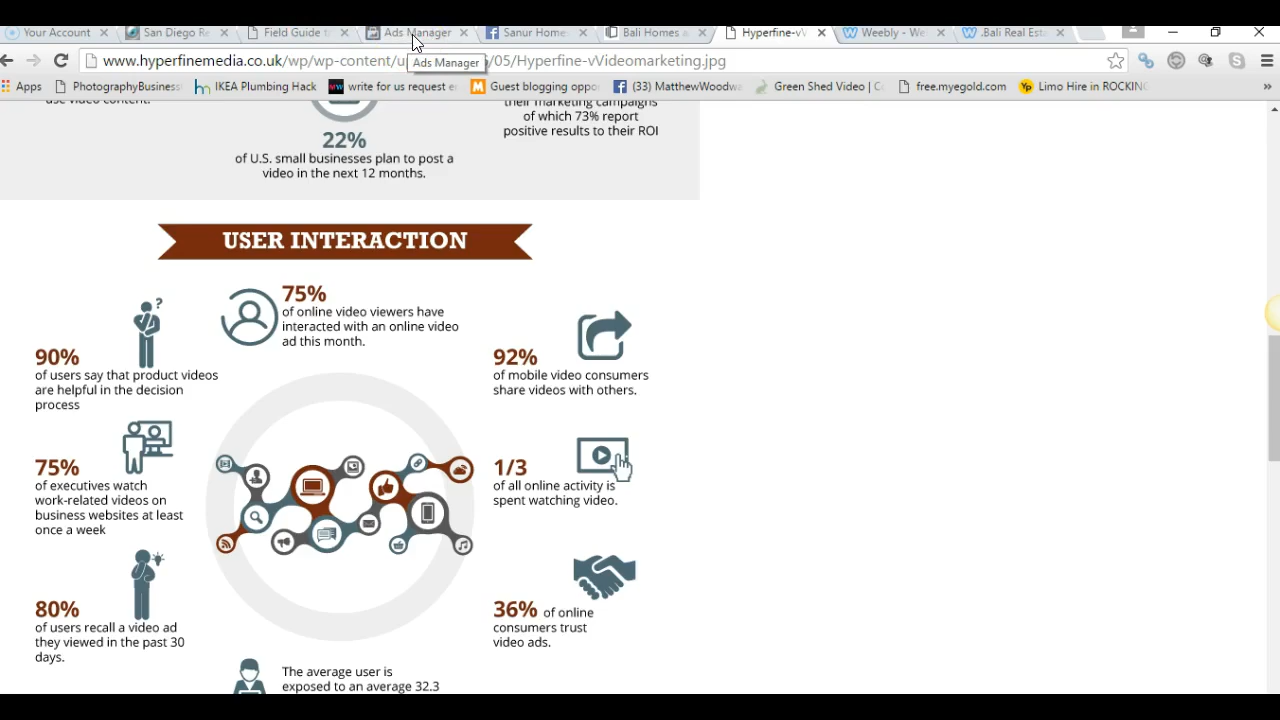 Your Account
San Diego Re
Field Guide t
Ads Manager
Sanur Home
Bali Homes a
Hyperfine-vV
Weebly - We
.Bali Real Esta
www.hyperfinemedia.co.uk/wp/wp-content/u
/05/Hyperfine-vVideomarketing.jpg
Ads Manager
Apps
PhotographyBusiness
IKEA Plumbing Hack
write for us request e
Guest blogging oppo
(33) MatthewWoodwa
Green Shed Video | C
free.myegold.com
Limo Hire in ROCKING
»
use video content.
their marketing campaigns
of which 73% report
positive results to their ROI
22%
of U.S. small businesses plan to post a
video in the next 12 months.
USER INTERACTION
75%
of online video viewers have
interacted with an online video
ad this month.
?
90%
of users say that product videos
are helpful in the decision
process
92%
of mobile video consumers
share videos with others.
75%
of executives watch
work-related videos on
business websites at least
once a week
1/3
of all online activity is
spent watching video.
80%
of users recall a video ad
they viewed in the past 30
days.
36% of online
consumers trust
video ads.
The average user is
exposed to an average 32.3